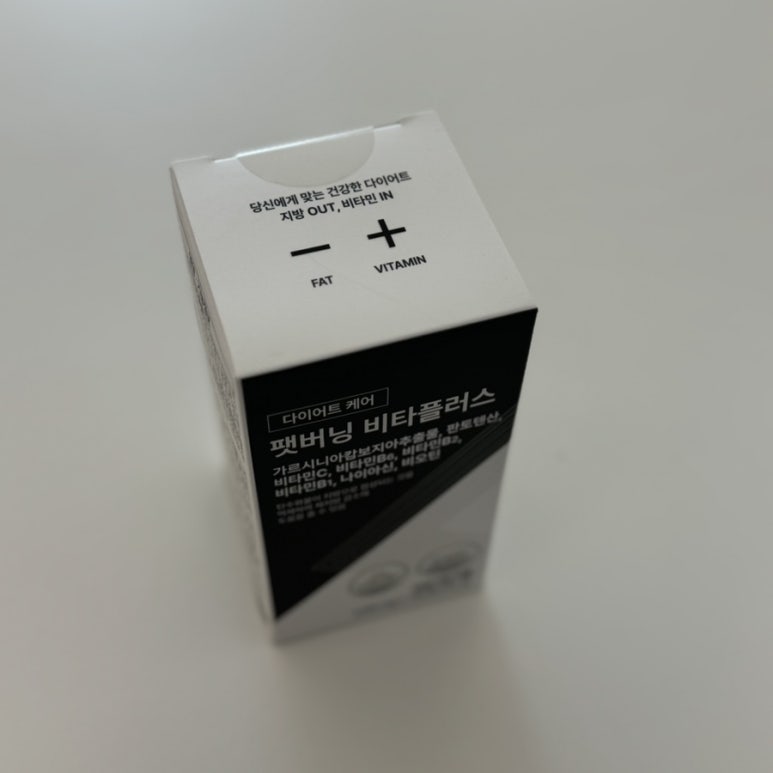 당신에게 맞는 건강한 다이어트
지방 OUT, 비타민 IN
FAT
VITAMIN
다이어트 케어
팻버닝 비타플러스
가르시니아캄보지아추출물, 판토텐산,
비타민C, 비타민B6, 비타민B2,
비타민B1, 나이아신, 비오틴